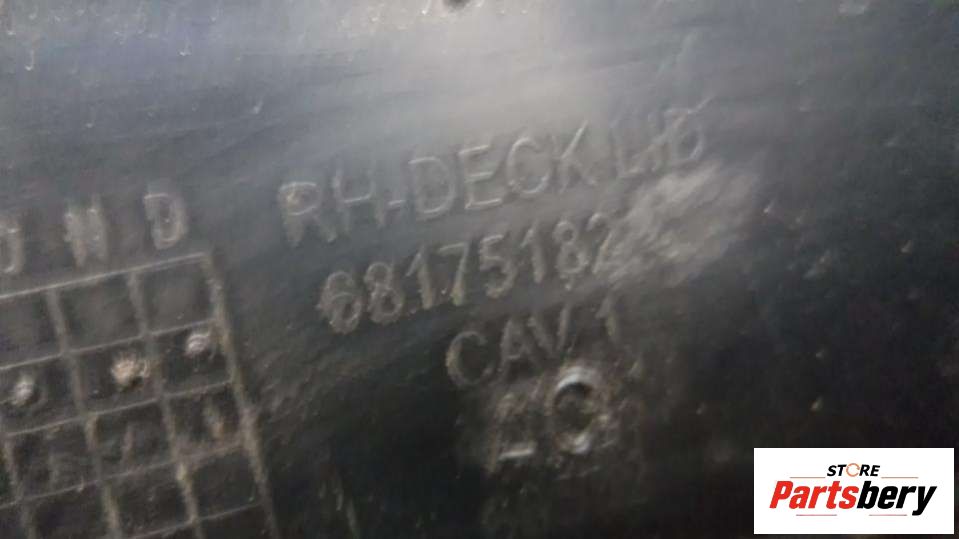 RH-DECK LID
O N D
68175182
CAV 1
STORE
Partsbery